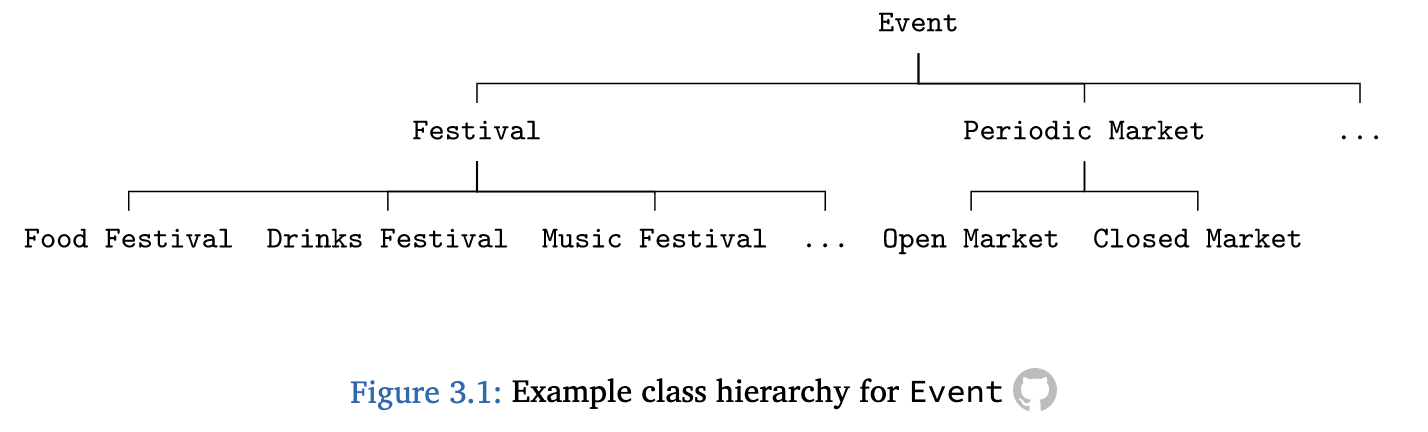 Event
Festival Periodic Market ...
Food Festival Drinks Festival Music Festival ... Open Market Closed Market
Figure 3.1: Example class hierarchy for Event